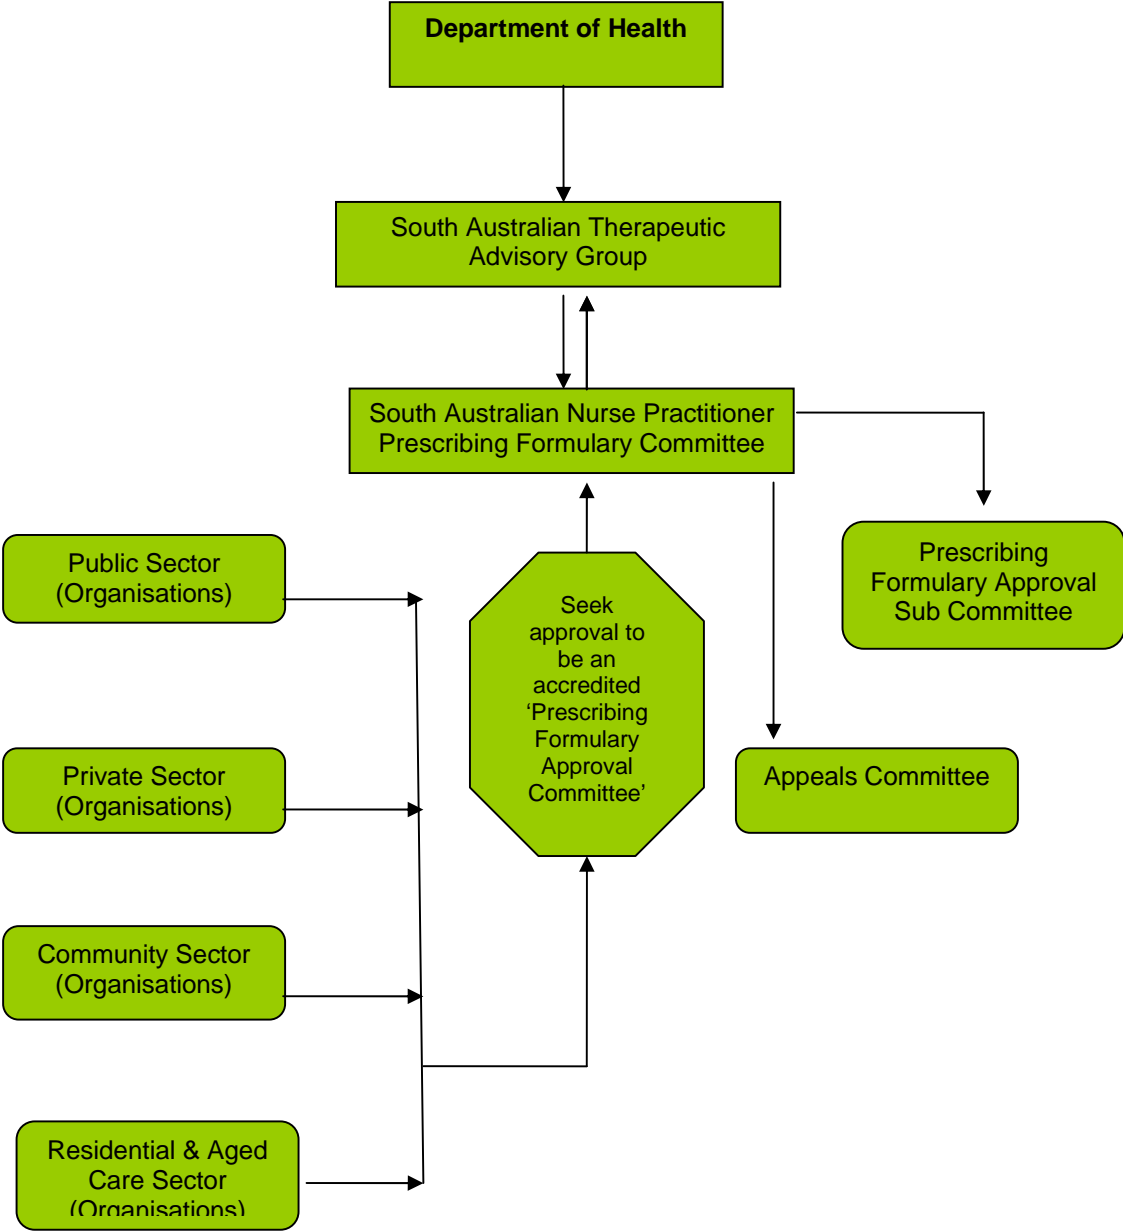 Department of Health
South Australian Therapeutic
Advisory Group
South Australian Nurse Practitioner
Prescribing Formulary Committee
Public Sector
(Organisations)
Seek
approval to
be an
accredited
‘Prescribing
Formulary
Approval
Committee’
Prescribing
Formulary Approval
Sub Committee
Private Sector
(Organisations)
Appeals Committee
Community Sector
(Organisations)
Residential & Aged
Care Sector
(Organisations)